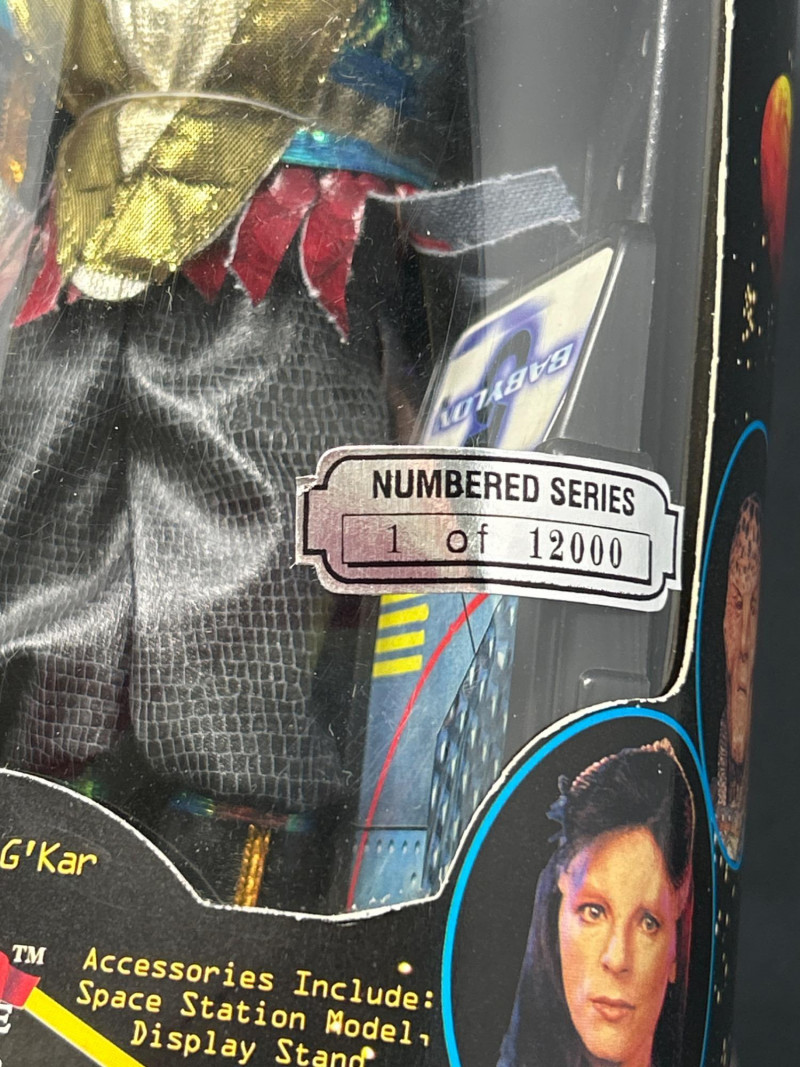 BABYLON
5
NUMBERED SERIES
1 of 12000
G'Kar
TM
Accessories Include:
Space Station Model,
Display Stand